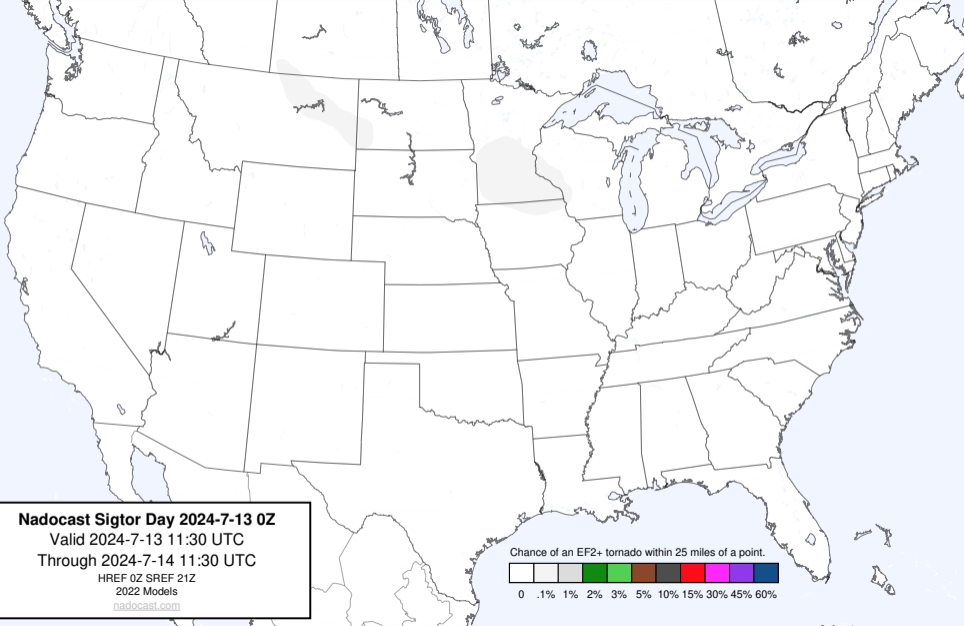 Nadocast Sigtor Day 2024-7-13 0Z
Valid 2024-7-13 11:30 UTC
Through 2024-7-14 11:30 UTC
HREF 0Z SREF 21Z
2022 Models
nadocast.com
Chance of an EF2+ tornado within 25 miles of a point.
0 .1% 1% 2% 3% 5% 10% 15% 30% 45% 60%